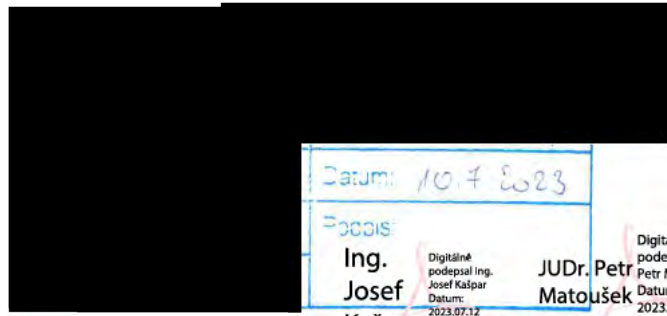 Datum: 10.7 2023
Podpis:
Ing.
Josef
Digitálně
podepsal Ing.
Josef Kašpar
Datum:
2023.07.12
JUDr. Petr
Matoušek
Digit
pode
Petr M
Datum
2023.